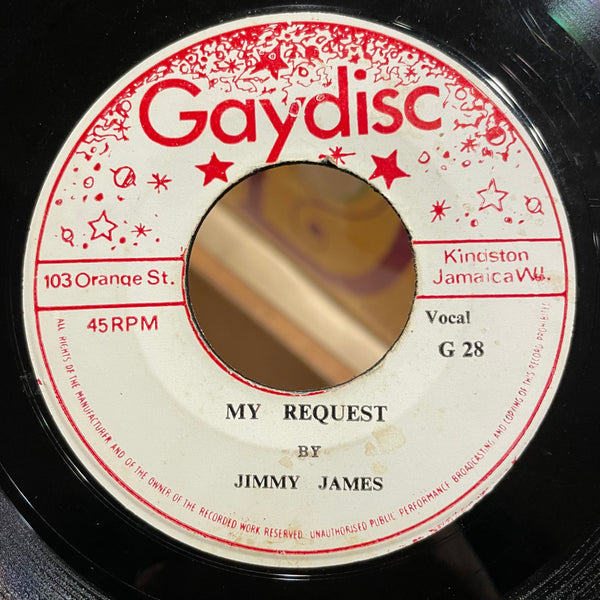 Gaydisc
103 Orange St.
Kingston
Jamaica W.I.
45 RPM
Vocal
G 28
MY REQUEST
BY
JIMMY JAMES
ALL RIGHTS OF THE MANUFACTURER AND OF THE OWNER OF THE RECORDED WORK RESERVED. UNAUTHORISED PUBLIC PERFORMANCE BROADCASTING AND COPYING OF THIS RECORD PROHIBITED